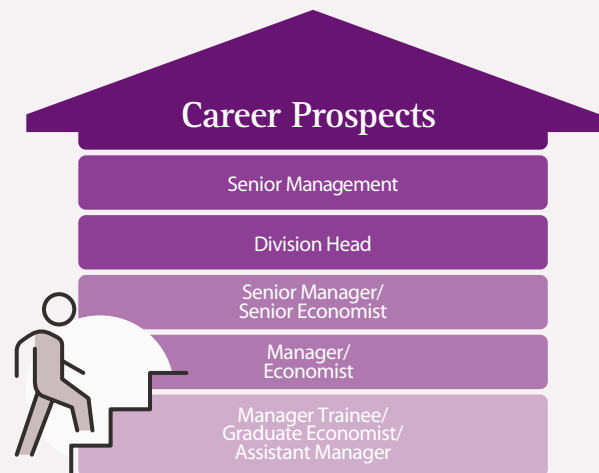 Career Prospects
Senior Management
Division Head
Senior Manager/
Senior Economist
Manager/
Economist
Manager Trainee/
Graduate Economist/
Assistant Manager